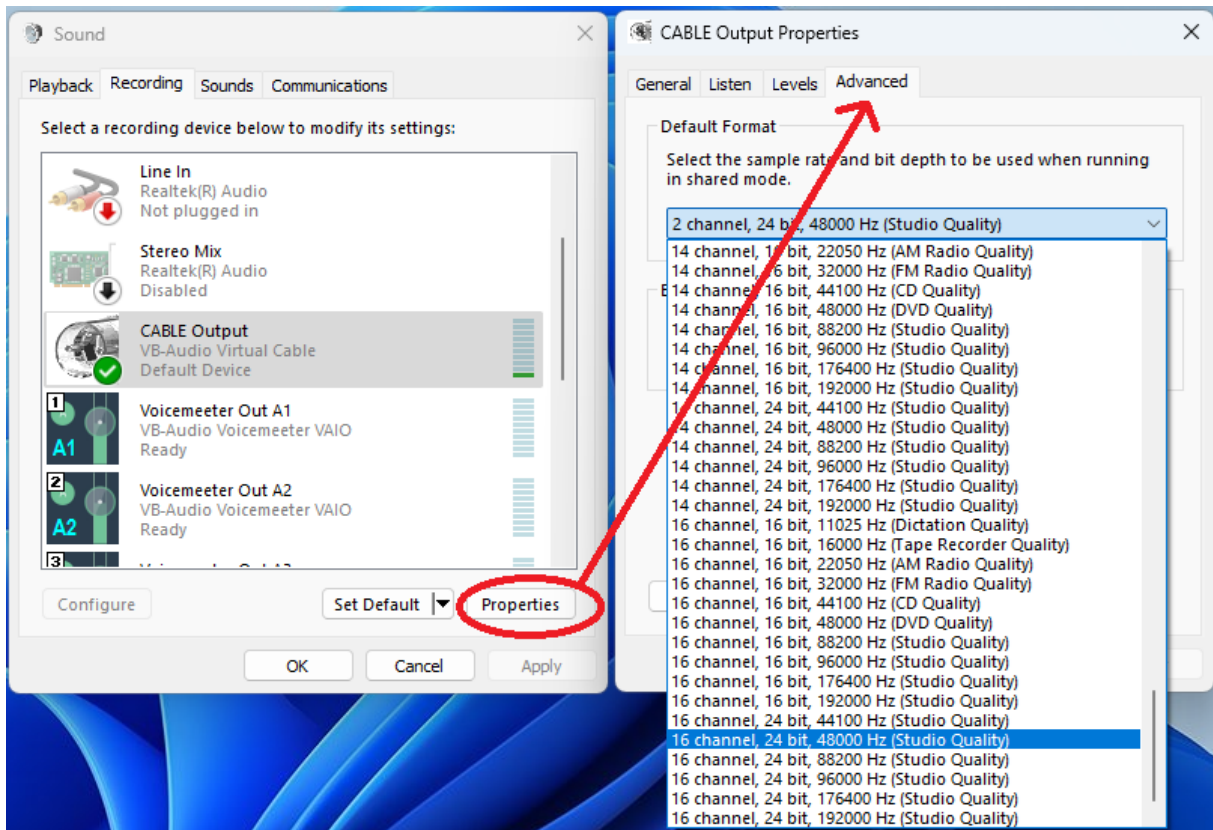 Sound
Playback Recording Sounds Communications
Select a recording device below to modify its settings:
Line In
Realtek(R) Audio
Not plugged in
Stereo Mix
Realtek(R) Audio
Disabled
CABLE Output
VB-Audio Virtual Cable
Default Device
1
A1
Voicemeeter Out A1
VB-Audio Voicemeeter VAIO
Ready
2
A2
Voicemeeter Out A2
VB-Audio Voicemeeter VAIO
Ready
3
Configure Set Default Properties
OK Cancel Apply
CABLE Output Properties
General Listen Levels Advanced
Default Format
Select the sample rate and bit depth to be used when running
in shared mode.
2 channel, 24 bit, 48000 Hz (Studio Quality)
14 channel, 16 bit, 22050 Hz (AM Radio Quality)
14 channel, 16 bit, 32000 Hz (FM Radio Quality)
14 channel, 16 bit, 44100 Hz (CD Quality)
14 channel, 16 bit, 48000 Hz (DVD Quality)
14 channel, 16 bit, 88200 Hz (Studio Quality)
14 channel, 16 bit, 96000 Hz (Studio Quality)
14 channel, 16 bit, 176400 Hz (Studio Quality)
14 channel, 16 bit, 192000 Hz (Studio Quality)
14 channel, 24 bit, 44100 Hz (Studio Quality)
14 channel, 24 bit, 48000 Hz (Studio Quality)
14 channel, 24 bit, 88200 Hz (Studio Quality)
14 channel, 24 bit, 96000 Hz (Studio Quality)
14 channel, 24 bit, 176400 Hz (Studio Quality)
14 channel, 24 bit, 192000 Hz (Studio Quality)
16 channel, 16 bit, 11025 Hz (Dictation Quality)
16 channel, 16 bit, 16000 Hz (Tape Recorder Quality)
16 channel, 16 bit, 22050 Hz (AM Radio Quality)
16 channel, 16 bit, 32000 Hz (FM Radio Quality)
16 channel, 16 bit, 44100 Hz (CD Quality)
16 channel, 16 bit, 48000 Hz (DVD Quality)
16 channel, 16 bit, 88200 Hz (Studio Quality)
16 channel, 16 bit, 96000 Hz (Studio Quality)
16 channel, 16 bit, 176400 Hz (Studio Quality)
16 channel, 16 bit, 192000 Hz (Studio Quality)
16 channel, 24 bit, 44100 Hz (Studio Quality)
16 channel, 24 bit, 48000 Hz (Studio Quality)
16 channel, 24 bit, 88200 Hz (Studio Quality)
16 channel, 24 bit, 96000 Hz (Studio Quality)
16 channel, 24 bit, 176400 Hz (Studio Quality)
16 channel, 24 bit, 192000 Hz (Studio Quality)